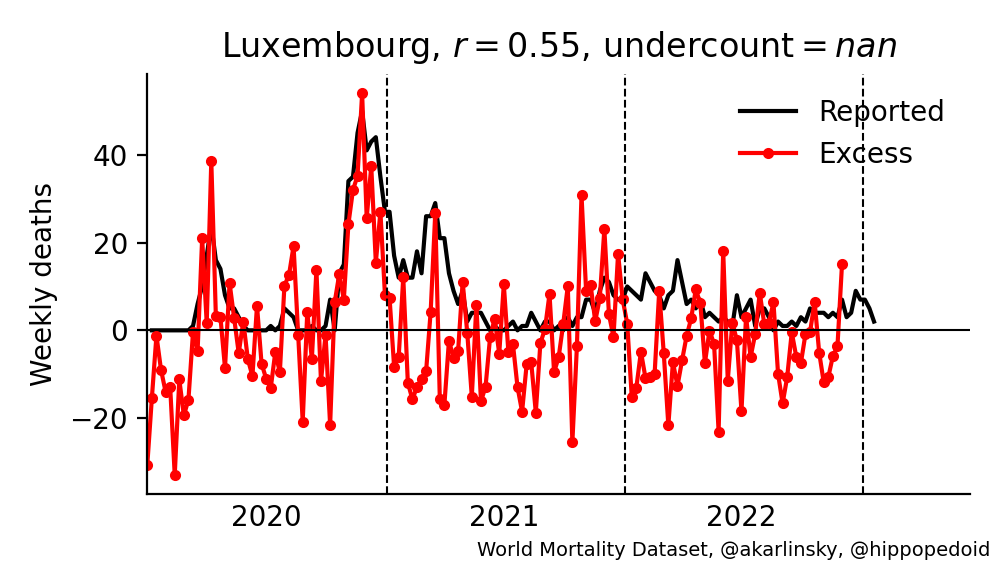 Luxembourg, r = 0.55, undercount = nan
Reported
Excess
Weekly deaths
40
20
0
−20
2020
2021
2022
World Mortality Dataset, @akarlinsky, @hippopedoid